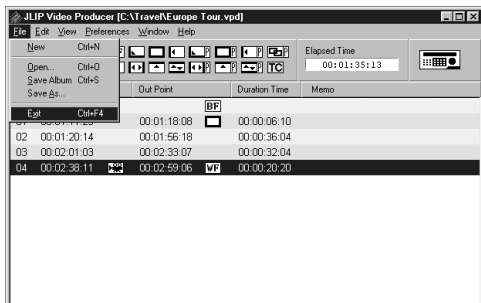 JLIP Video Producer [C:\Travel\Europe Tour.vpd]
File Edit View Preferences Window Help
New Ctrl+N
Open... Ctrl+O
Save Album Ctrl+S
Save As...
Exit Ctrl+F4
P P P P
P P P TC
Elapsed Time
00:01:35:13
Out Point Duration Time Memo
BF
00:01:18:08 00:00:06:10
02 00:01:20:14 00:01:56:18 00:00:36:04
03 00:02:01:03 00:02:33:07 00:00:32:04
04 00:02:38:11 00:02:59:06 WF 00:00:20:20